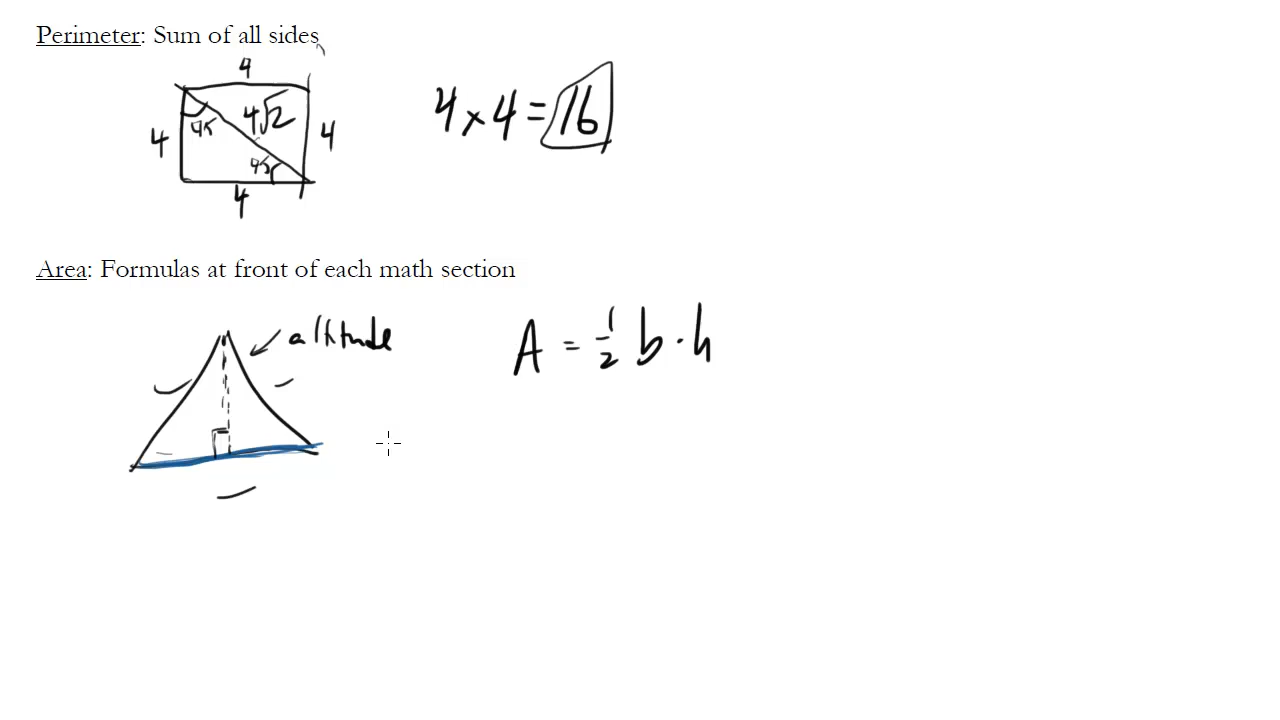 Perimeter: Sum of all sides
4
4 45 4√2 4
45
4
4 x 4 = 16
Area: Formulas at front of each math section
altitude
A = 1/2 b · h